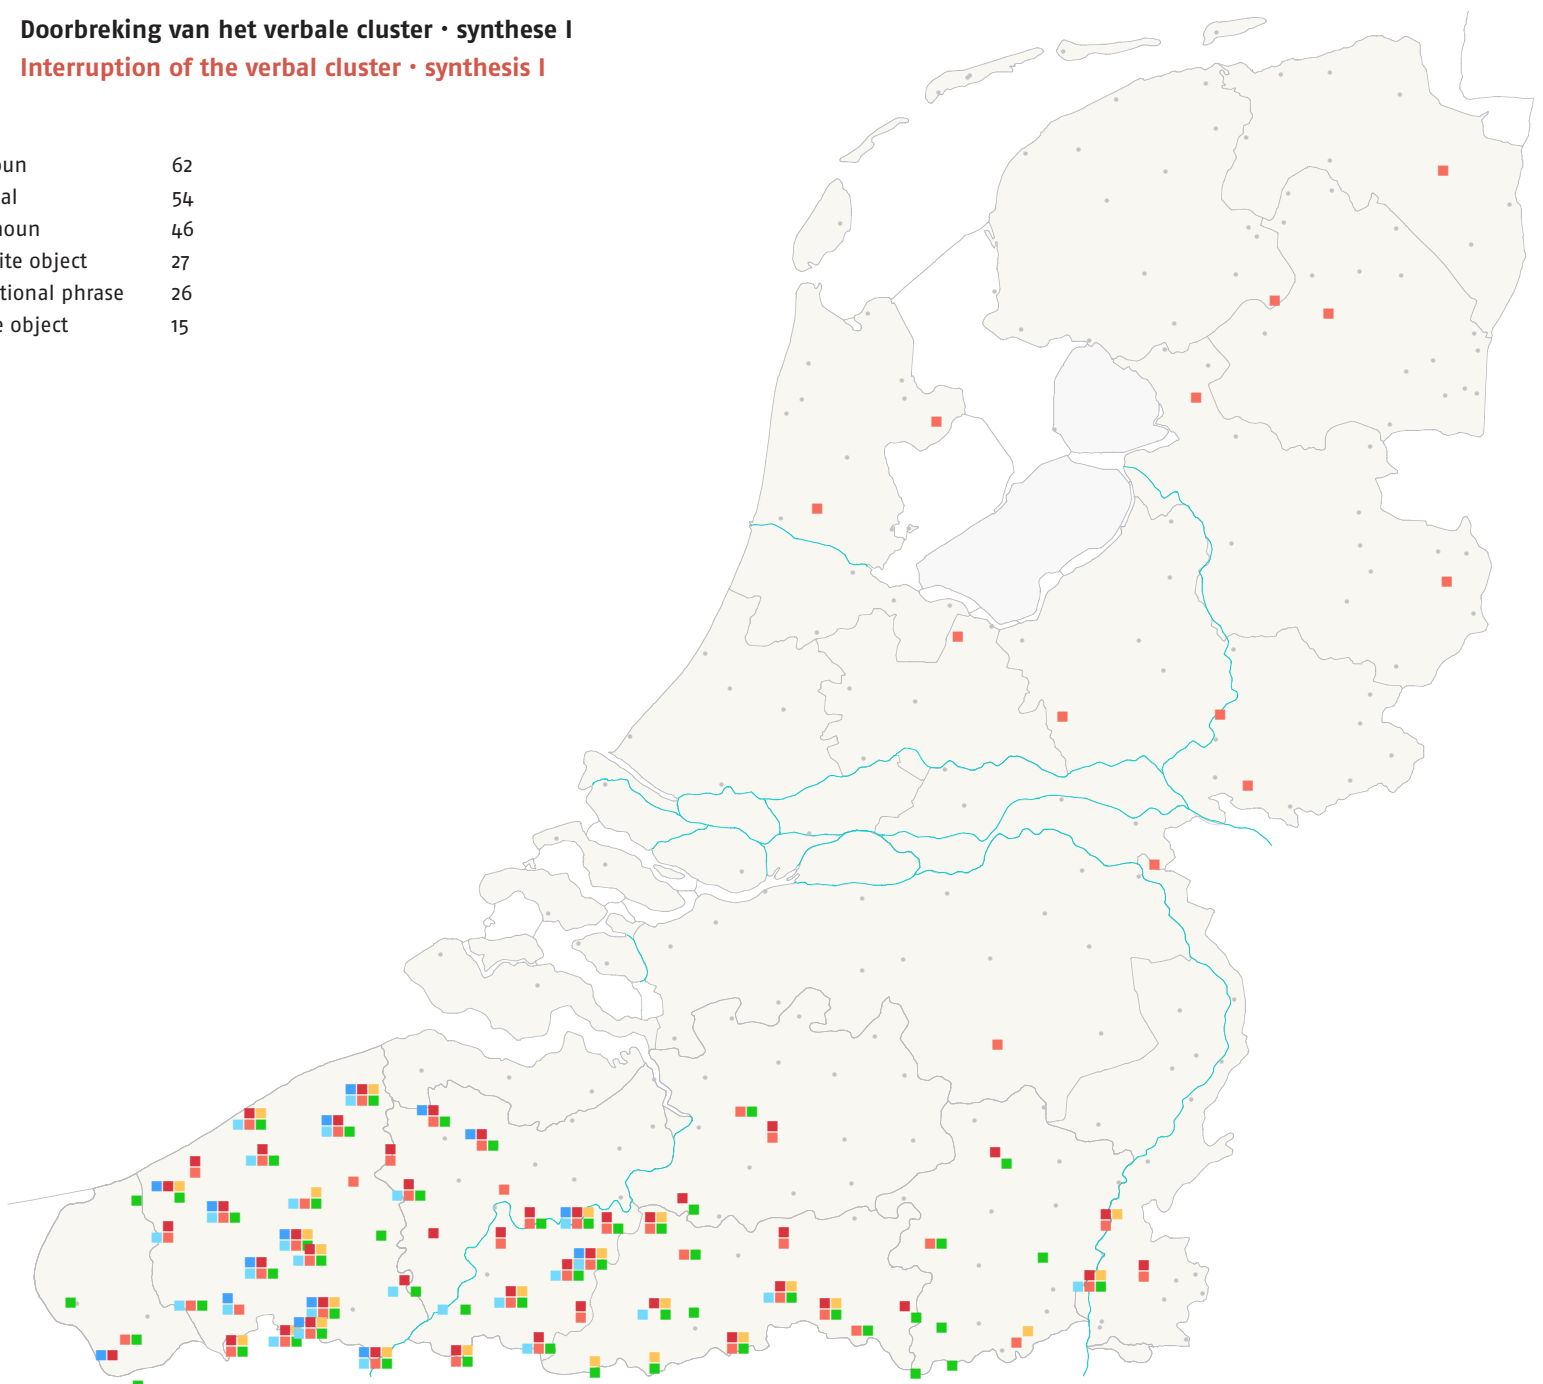 Doorbreking van het verbale cluster · synthese I
Interruption of the verbal cluster · synthesis I
oun 62
al 54
noun 46
ite object 27
tional phrase 26
e object 15